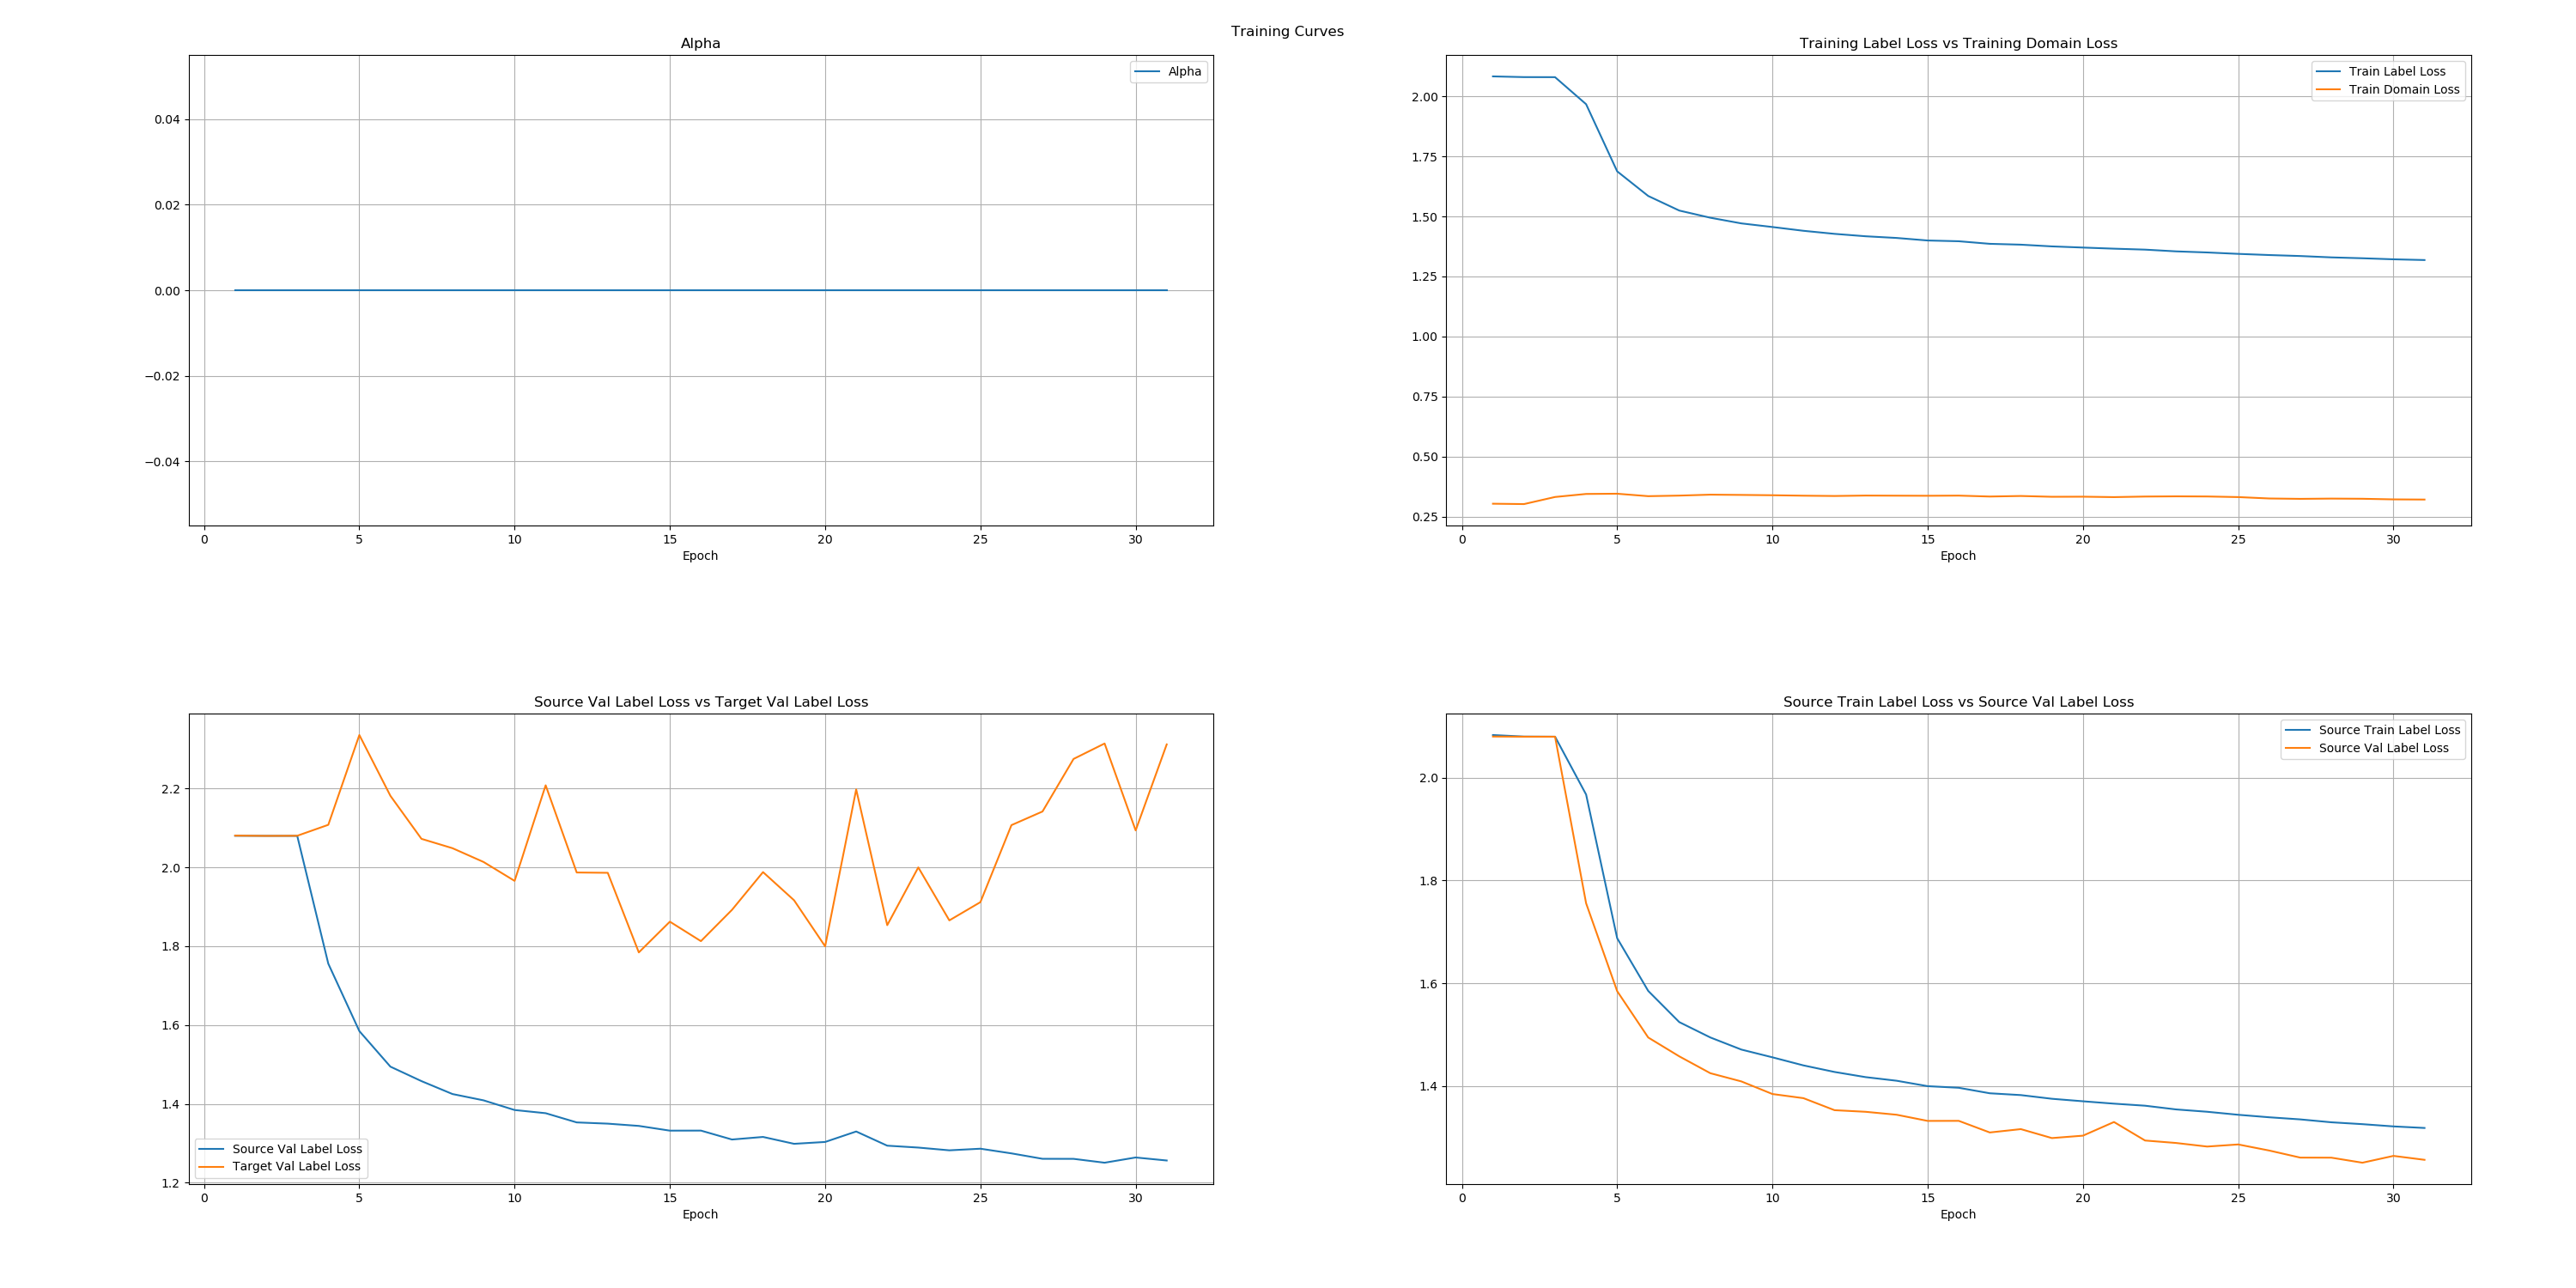 Training Curves
Alpha
Alpha
0.04
0.02
0.00
−0.02
−0.04
0 5 10 15 20 25 30
Epoch
Training Label Loss vs Training Domain Loss
Train Label Loss
Train Domain Loss
2.00
1.75
1.50
1.25
1.00
0.75
0.50
0.25
0 5 10 15 20 25 30
Epoch
Source Val Label Loss vs Target Val Label Loss
2.2
2.0
1.8
1.6
1.4
1.2
Source Val Label Loss
Target Val Label Loss
0 5 10 15 20 25 30
Epoch
Source Train Label Loss vs Source Val Label Loss
Source Train Label Loss
Source Val Label Loss
2.0
1.8
1.6
1.4
0 5 10 15 20 25 30
Epoch